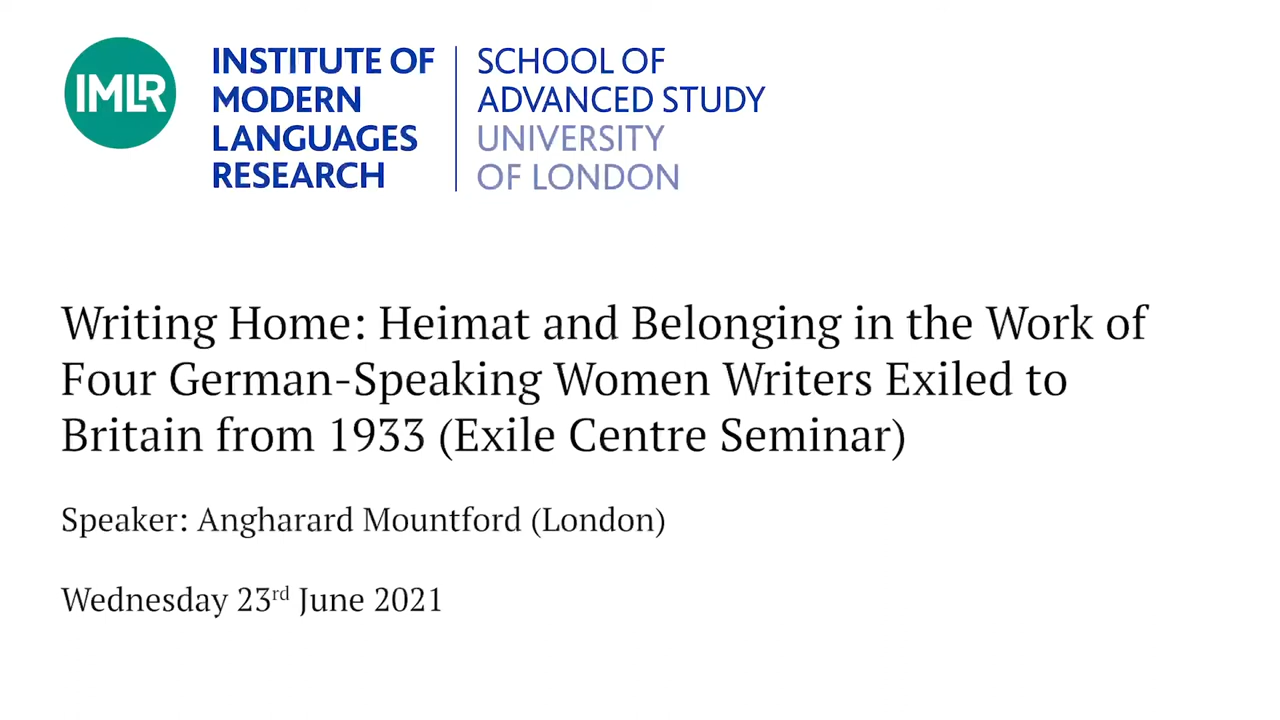 IMLR
INSTITUTE OF
MODERN
LANGUAGES
RESEARCH
SCHOOL OF
ADVANCED STUDY
UNIVERSITY
OF LONDON
Writing Home: Heimat and Belonging in the Work of
Four German-Speaking Women Writers Exiled to
Britain from 1933 (Exile Centre Seminar)
Speaker: Angharard Mountford (London)
Wednesday 23rd June 2021